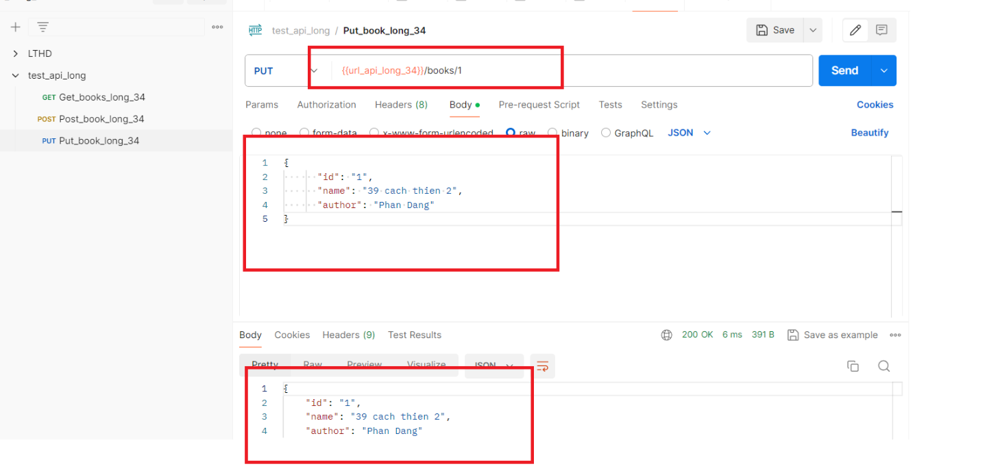 LTHD
test_api_long
GET Get_books_long_34
POST Post_book_long_34
PUT Put_book_long_34
HTTP test_api_long / Put_book_long_34
Save
PUT {{url_api_long_34}}/books/1
Send
Params Authorization Headers (8) Body Pre-request Script Tests Settings Cookies
none form-data x-www-form-urlencoded raw binary GraphQL JSON Beautify
1 {
2 "id": "1",
3 "name": "39 cach thien 2",
4 "author": "Phan Dang"
5 }
Body Cookies Headers (9) Test Results 200 OK 6 ms 391 B Save as example
Pretty Raw Preview Visualize JSON
1 {
2 "id": "1",
3 "name": "39 cach thien 2",
4 "author": "Phan Dang"